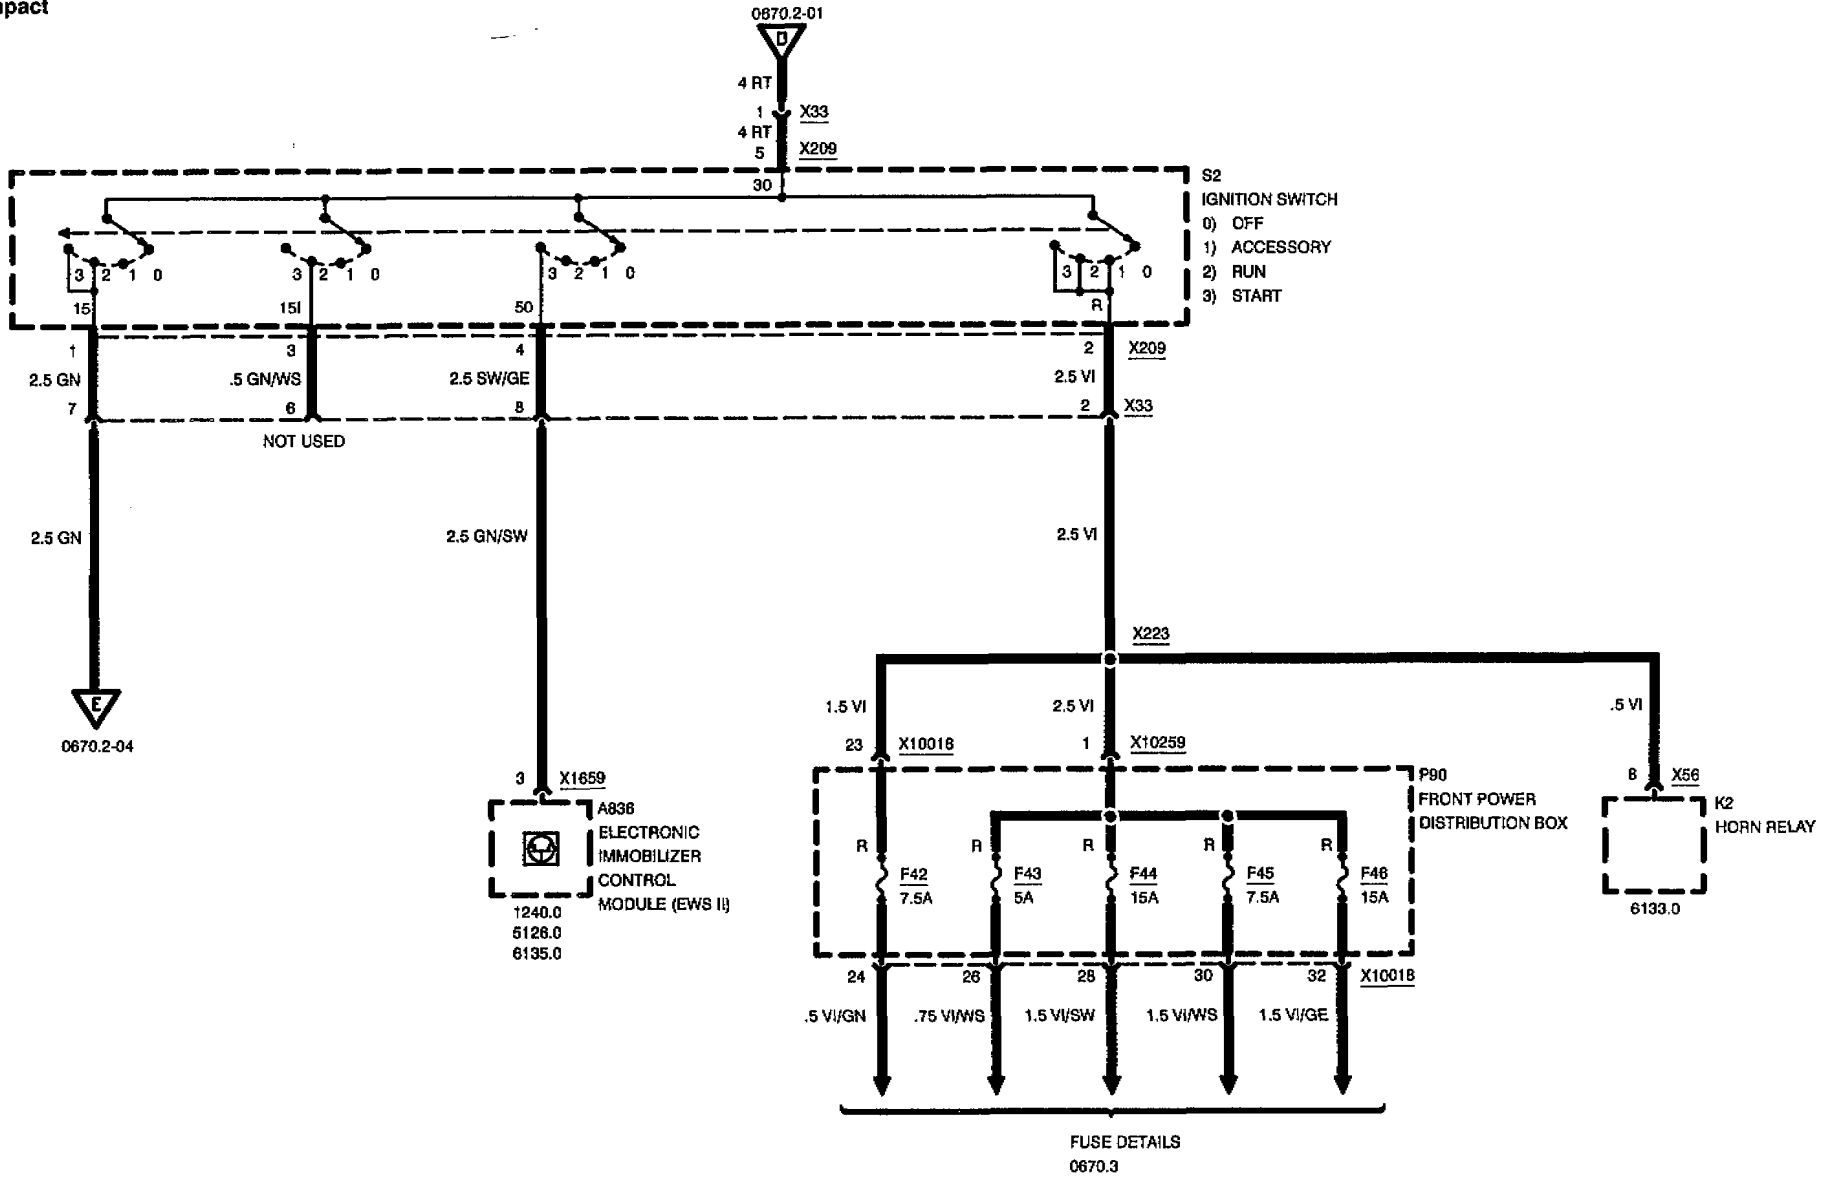 mpact
0670.2-01
D
4 RT
1 X33
4 RT
5 X209
30
S2
IGNITION SWITCH
0) OFF
1) ACCESSORY
2) RUN
3) START
3 2 1 0
3 2 1 0
3 2 1 0
3 2 1 0
15 15I 50 R
1 3 4 2 X209
2.5 GN .5 GN/WS 2.5 SW/GE 2.5 VI
7 6 8 2 X33
NOT USED
2.5 GN 2.5 GN/SW 2.5 VI
X223
E
0670.2-04
1.5 VI 2.5 VI .5 VI
23 X10018 1 X10259
3 X1659
8 X56
A836
ELECTRONIC
IMMOBILIZER
CONTROL
MODULE (EWS II)
1240.0
5126.0
6135.0
P90
FRONT POWER
DISTRIBUTION BOX
K2
HORN RELAY
6133.0
R R R R R
F42 F43 F44 F45 F46
7.5A 5A 15A 7.5A 15A
24 26 28 30 32 X10018
.5 VI/GN .75 VI/WS 1.5 VI/SW 1.5 VI/WS 1.5 VI/GE
FUSE DETAILS
0670.3